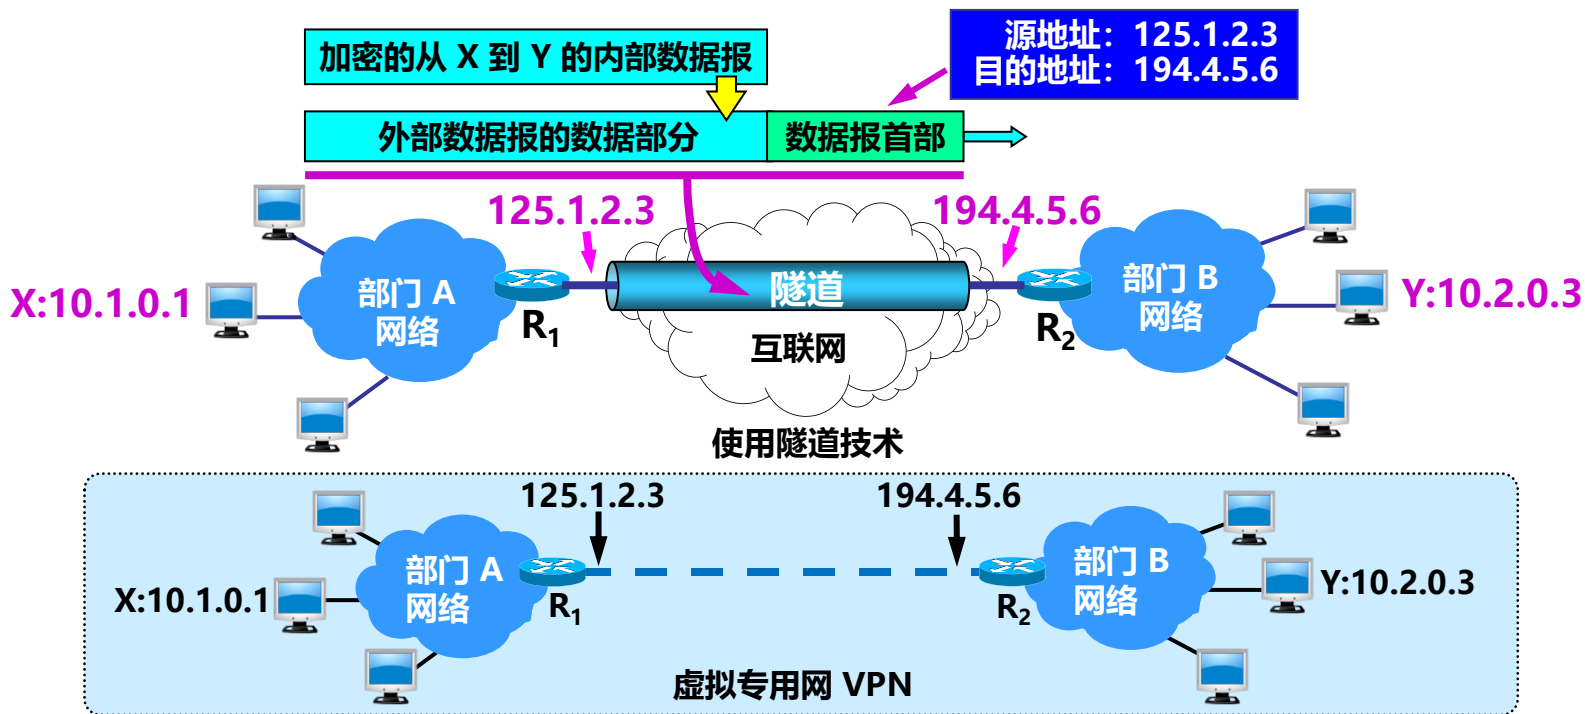 源地址：125.1.2.3
目的地址：194.4.5.6
加密的从 X 到 Y 的内部数据报
外部数据报的数据部分
数据报首部
125.1.2.3
194.4.5.6
X:10.1.0.1
部门 A
网络
R1
隧道
互联网
R2
部门 B
网络
Y:10.2.0.3
使用隧道技术
125.1.2.3
194.4.5.6
X:10.1.0.1
部门 A
网络
R1
R2
部门 B
网络
Y:10.2.0.3
虚拟专用网 VPN